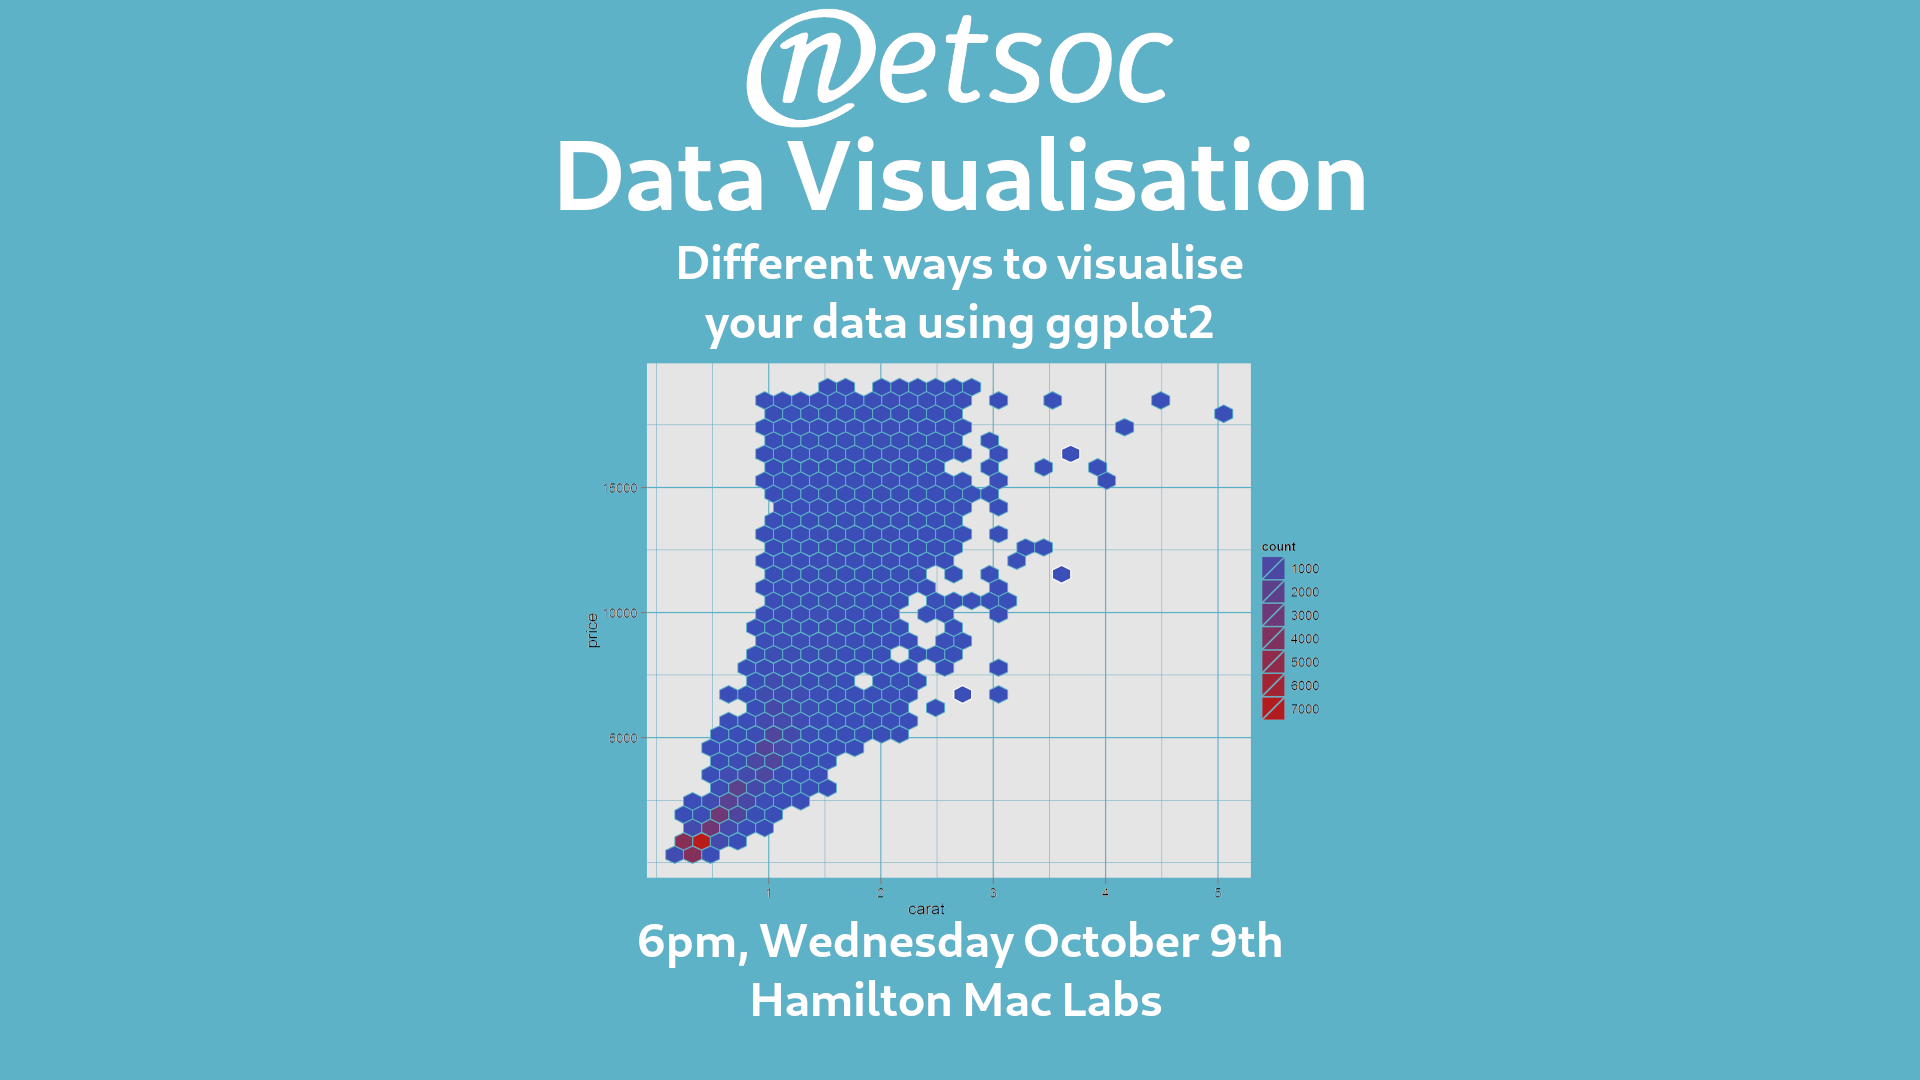 @netsoc
Data Visualisation
Different ways to visualise
your data using ggplot2
15000
10000
5000
price
1 2 3 4 5
carat
count
1000
2000
3000
4000
5000
6000
7000
6pm, Wednesday October 9th
Hamilton Mac Labs